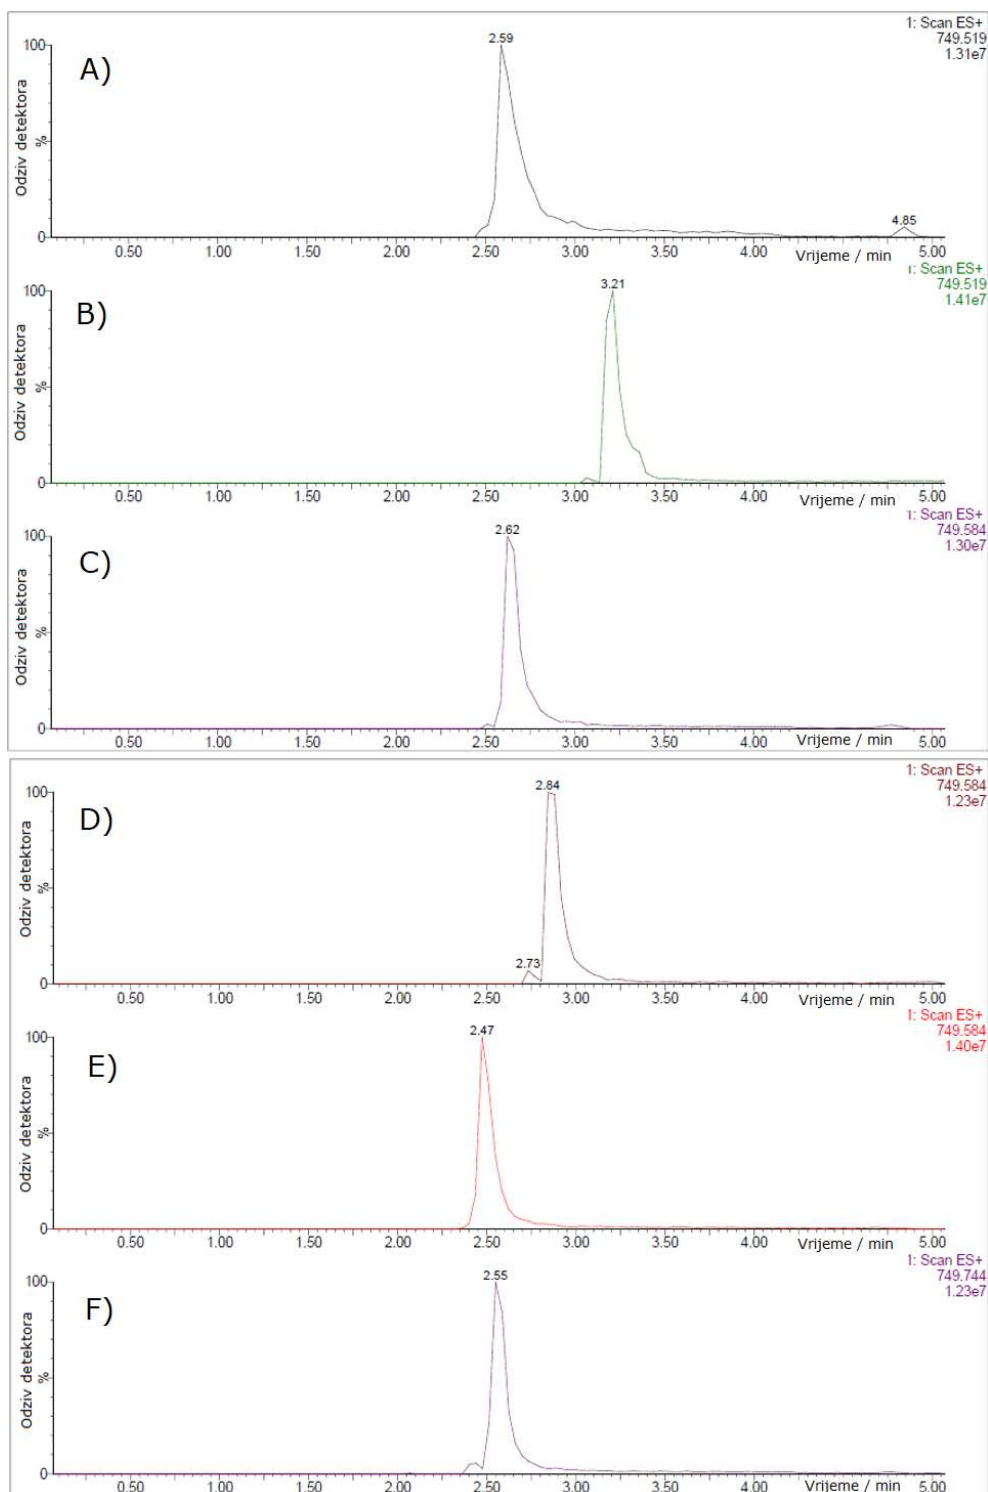 1: Scan ES+
749.519
1.31e7
A)
2.59
4.85
100
%
0
Odziv detektora
0.50 1.00 1.50 2.00 2.50 3.00 3.50 4.00 5.00
Vrijeme / min
1: Scan ES+
749.519
1.41e7
B)
3.21
100
%
0
Odziv detektora
0.50 1.00 1.50 2.00 2.50 3.00 3.50 4.00 5.00
Vrijeme / min
1: Scan ES+
749.584
1.30e7
C)
2.62
100
%
0
Odziv detektora
0.50 1.00 1.50 2.00 2.50 3.00 3.50 4.00 5.00
Vrijeme / min
1: Scan ES+
749.584
1.23e7
D)
2.84
2.73
100
%
0
Odziv detektora
0.50 1.00 1.50 2.00 2.50 3.00 3.50 4.00 5.00
Vrijeme / min
1: Scan ES+
749.584
1.40e7
E)
2.47
100
%
0
Odziv detektora
0.50 1.00 1.50 2.00 2.50 3.00 3.50 4.00 5.00
Vrijeme / min
1: Scan ES+
749.744
1.23e7
F)
2.55
100
%
0
Odziv detektora
0.50 1.00 1.50 2.00 2.50 3.00 3.50 4.00 5.00
Vrijeme / min